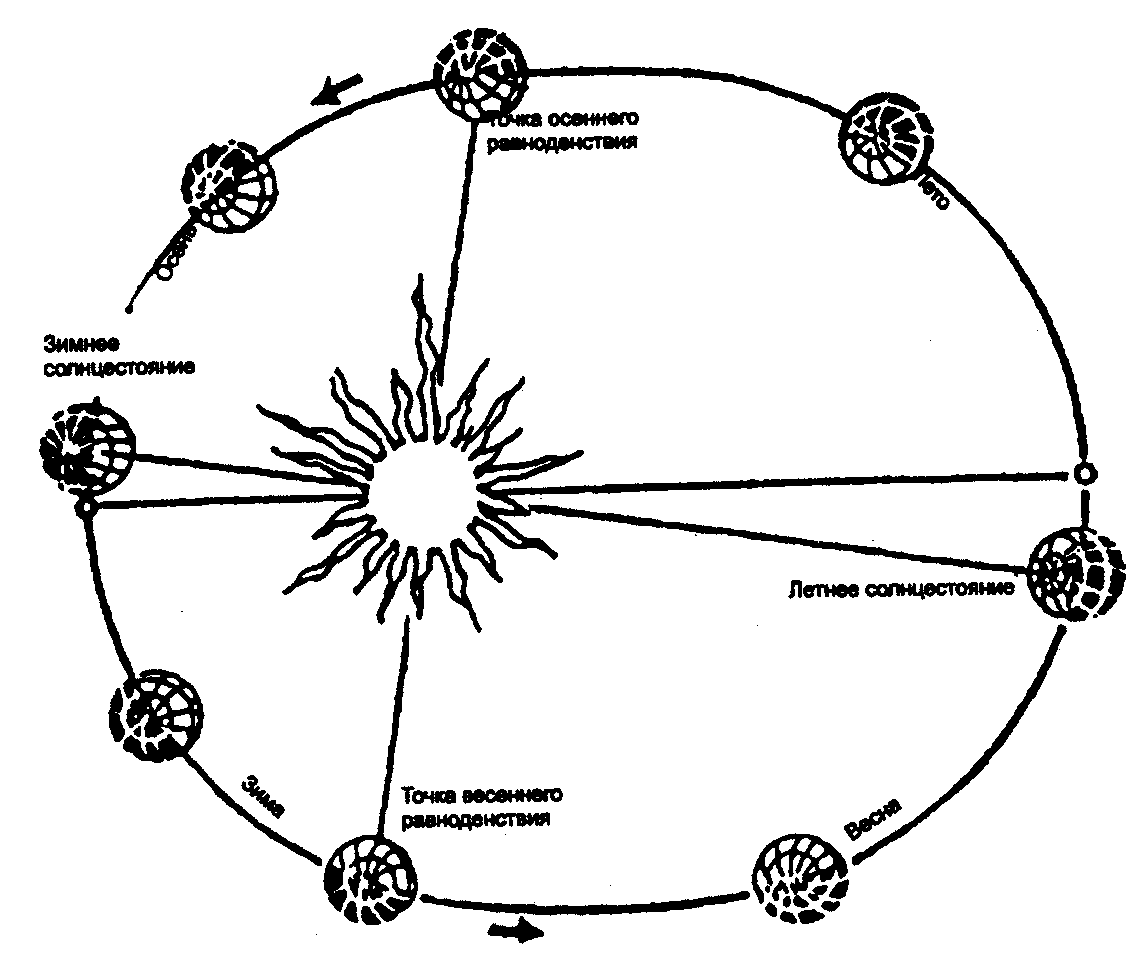 Точка осеннего
равноденствия
Лето
Осень
Зимнее
солнцестояние
Летнее солнцестояние
Зима
Точка весеннего
равноденствия
Весна